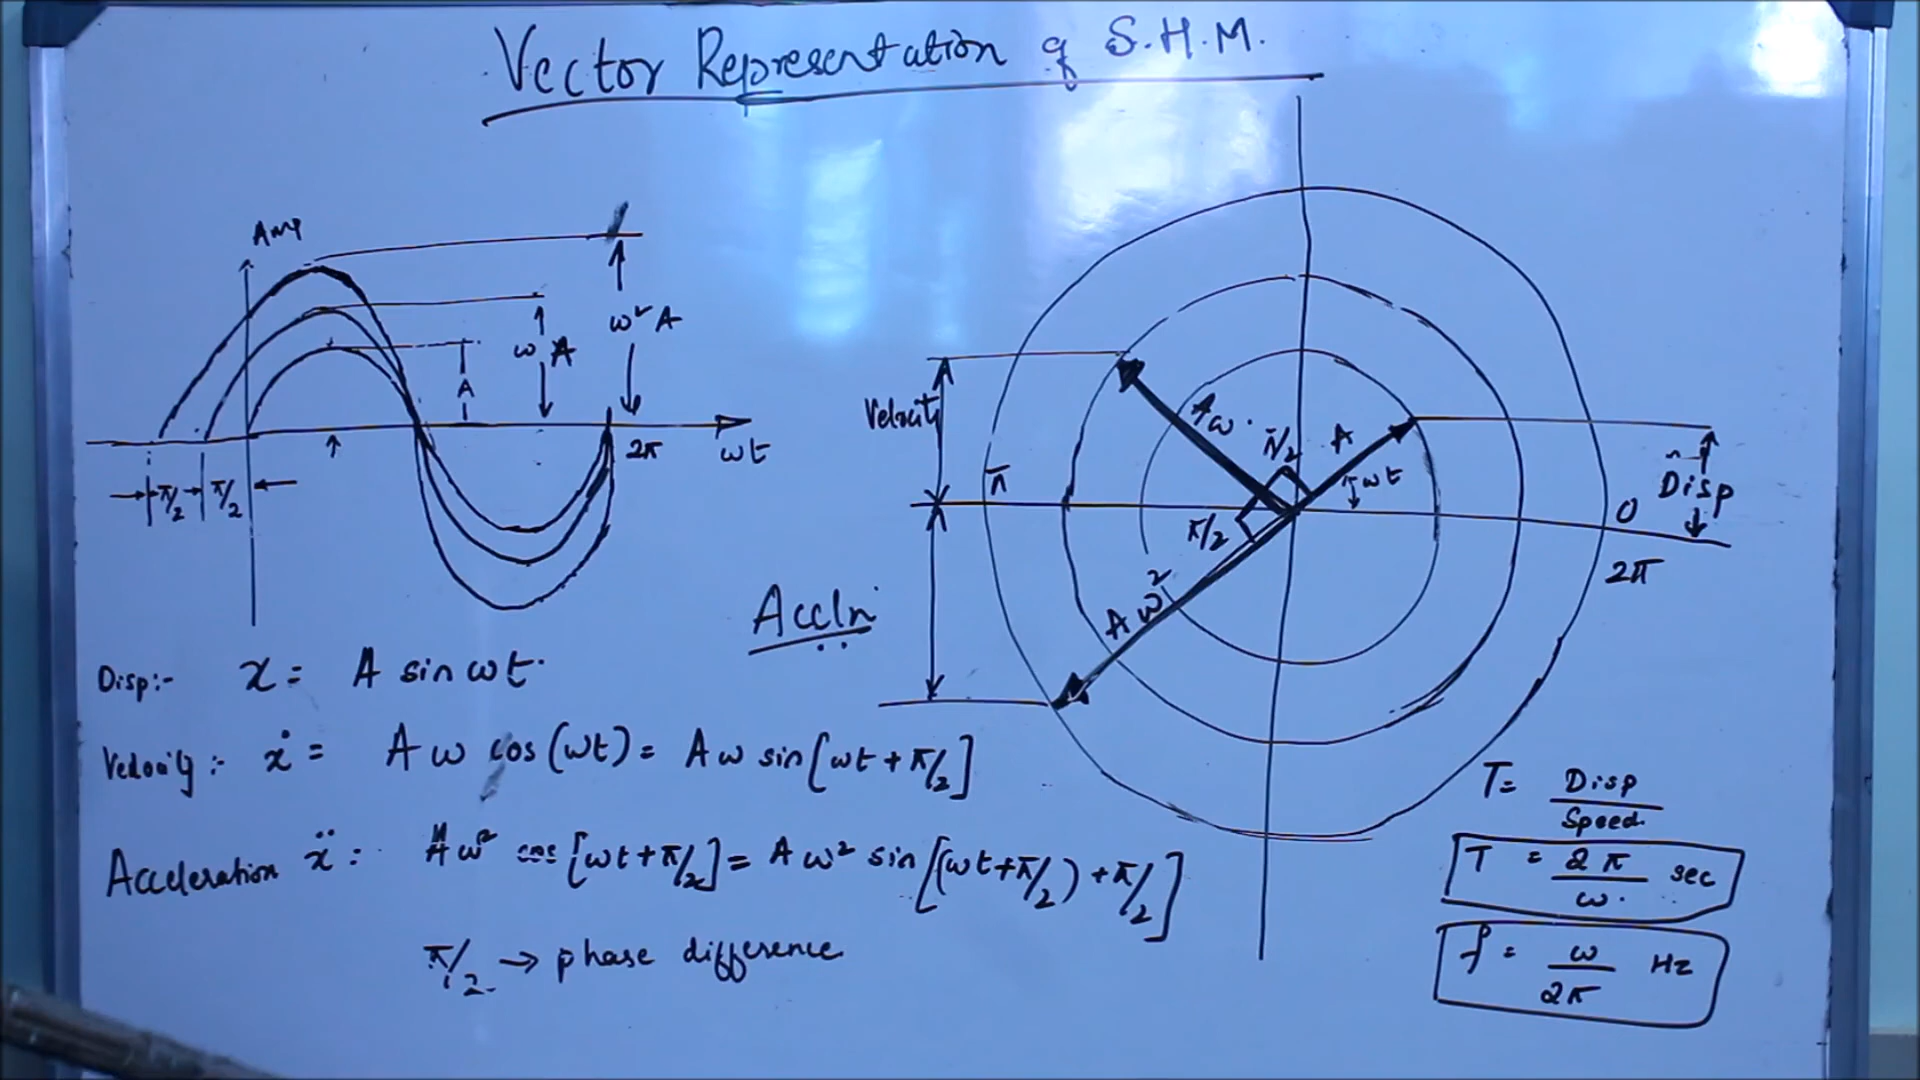 Vector Representation of S.H.M.
Amp
ω²A
ωA
A
2π
ωt
π/2
π/2
Velocity
Aω
π/2
A
ωt
Disp
π
0
2π
π/2
Aω²
Accln
Disp:- x = A sin ωt.
Velocity :- ẋ = Aω cos(ωt) = Aω sin[ωt + π/2]
Acceleration ẍ :- Aω² cos[ωt + π/2] = Aω² sin[(ωt + π/2) + π/2]
π/2 → phase difference
T = Disp/Speed
T = 2π/ω sec
f = ω/2π Hz